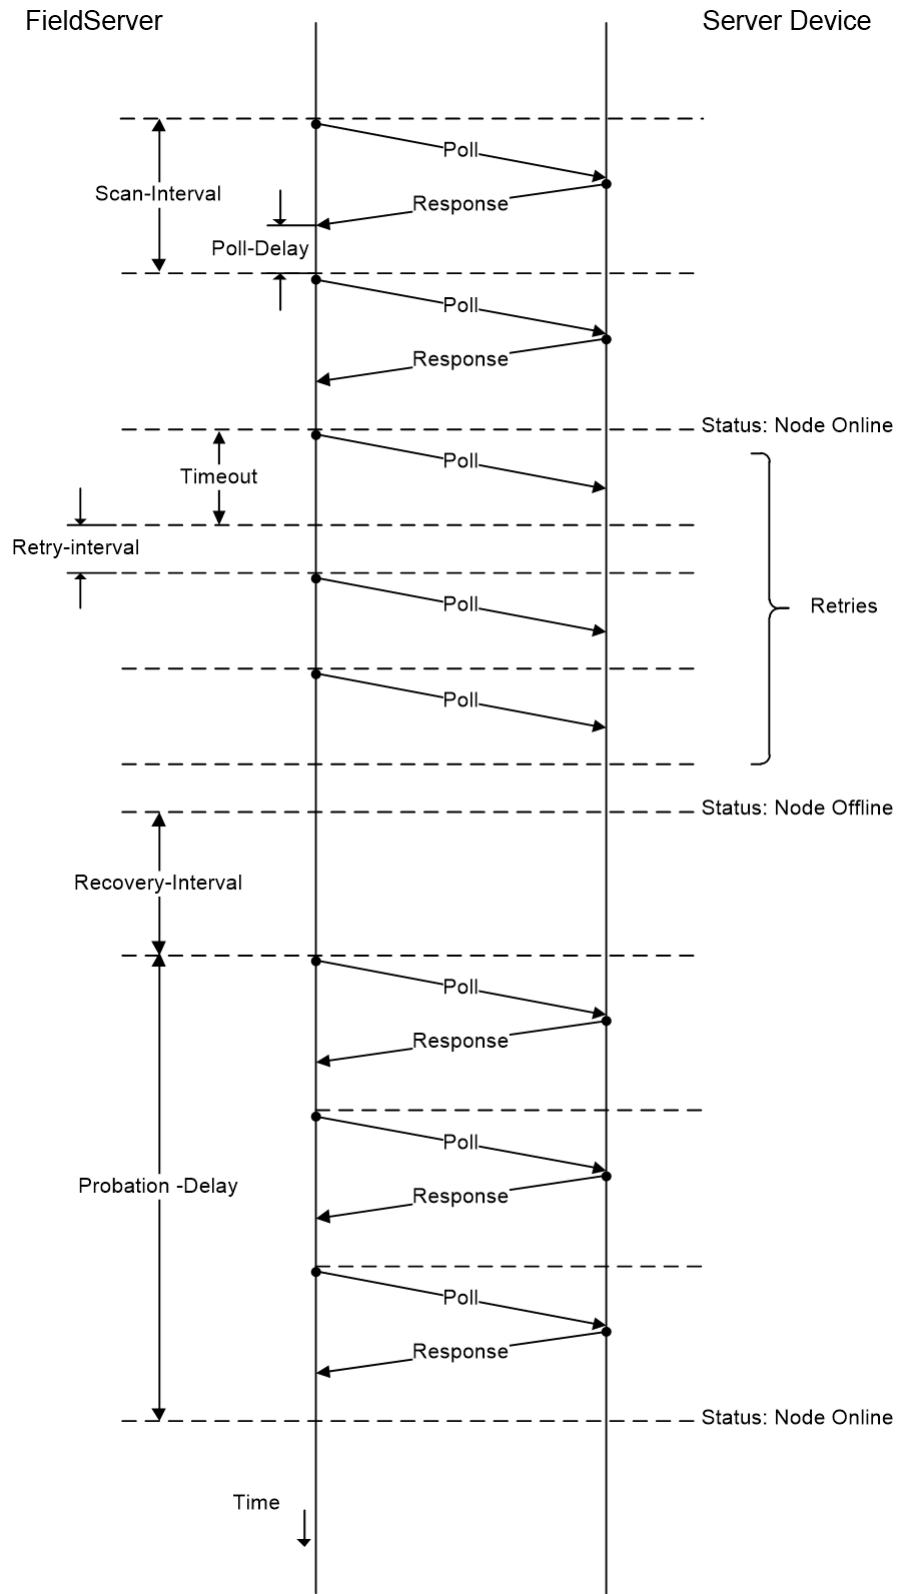 FieldServer
Server Device
Poll
Scan-Interval
Response
Poll-Delay
Poll
Response
Status: Node Online
Poll
Timeout
Retry-interval
Poll
Retries
Poll
Status: Node Offline
Recovery-Interval
Poll
Response
Poll
Probation -Delay
Response
Poll
Response
Status: Node Online
Time